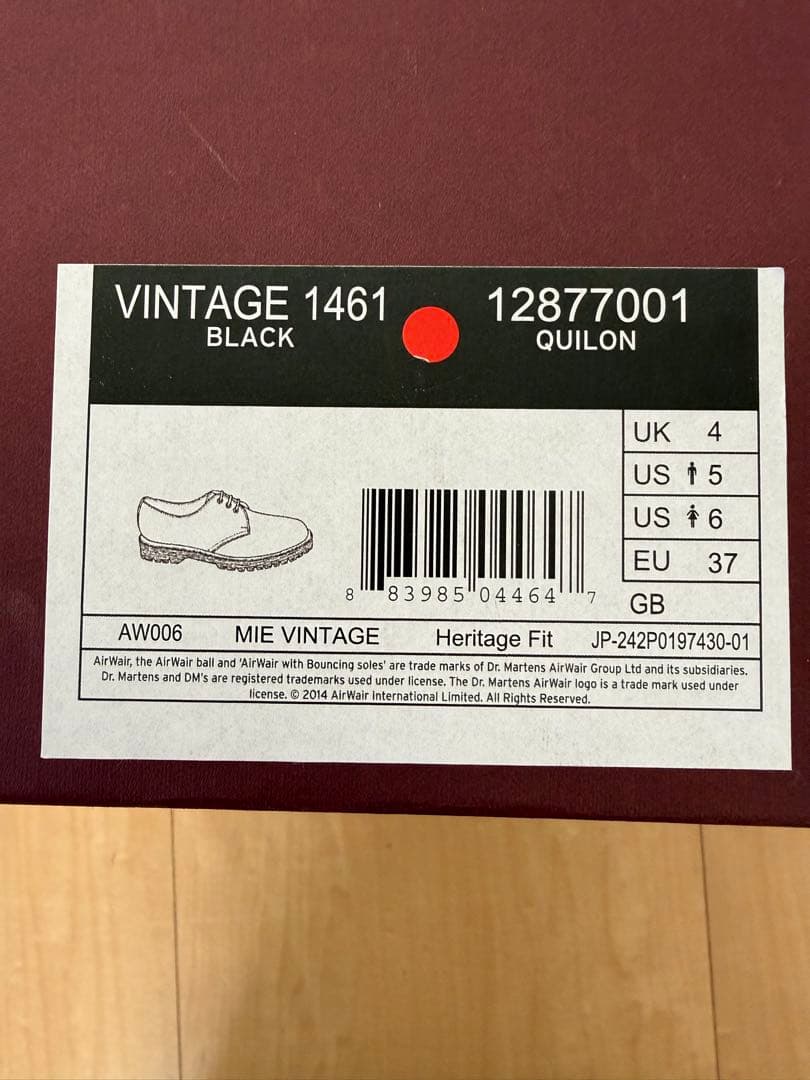 VINTAGE 1461 12877001
BLACK QUILON
UK 4
US 5
US 6
EU 37
GB
8 83985 04464 7
AW006 MIE VINTAGE Heritage Fit JP-242P0197430-01
AirWair, the AirWair ball and 'AirWair with Bouncing soles' are trade marks of Dr. Martens AirWair Group Ltd and its subsidiaries.
Dr. Martens and DM's are registered trademarks used under license. The Dr. Martens AirWair logo is a trade mark used under
license. © 2014 AirWair International Limited. All Rights Reserved.